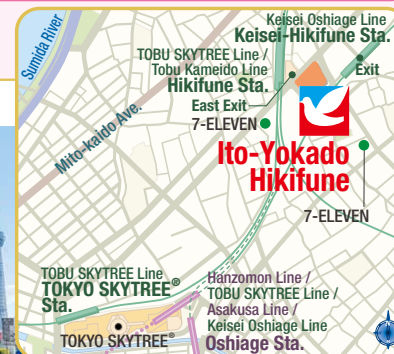 Keisei Oshiage Line
Keisei-Hikifune Sta.
Sumida River
TOBU SKYTREE Line /
Tobu Kameido Line
Hikifune Sta.
East Exit
Exit
7-ELEVEN
Mito-kaido Ave.
Ito-Yokado
Hikifune
7-ELEVEN
TOBU SKYTREE Line
TOKYO SKYTREE®
Sta.
Hanzomon Line /
TOBU SKYTREE Line /
Asakusa Line /
Keisei Oshiage Line
Oshiage Sta.
TOKYO SKYTREE®